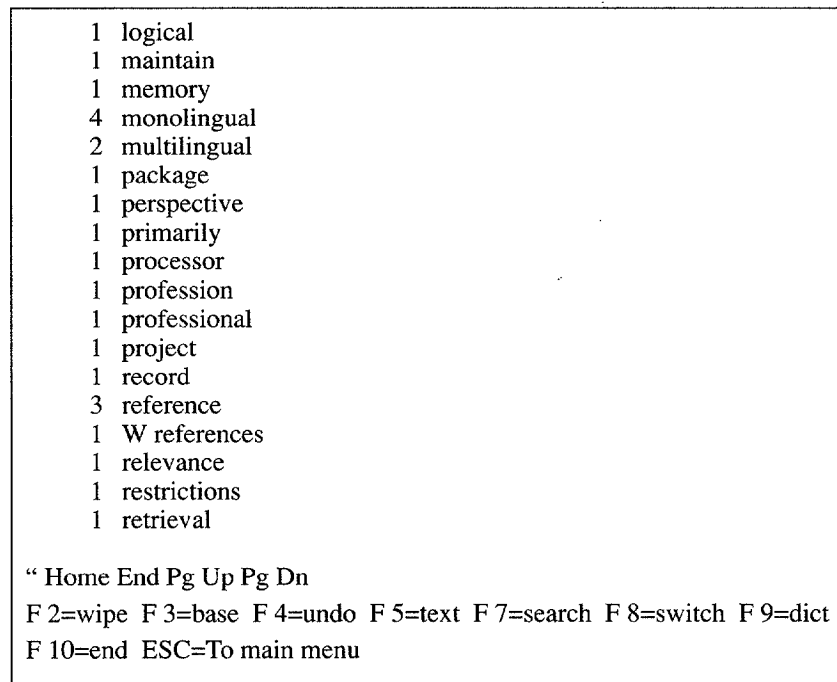 1 logical
1 maintain
1 memory
4 monolingual
2 multilingual
1 package
1 perspective
1 primarily
1 processor
1 profession
1 professional
1 project
1 record
3 reference
1 W references
1 relevance
1 restrictions
1 retrieval
“ Home End Pg Up Pg Dn
F 2=wipe F 3=base F 4=undo F 5=text F 7=search F 8=switch F 9=dict
F 10=end ESC=To main menu